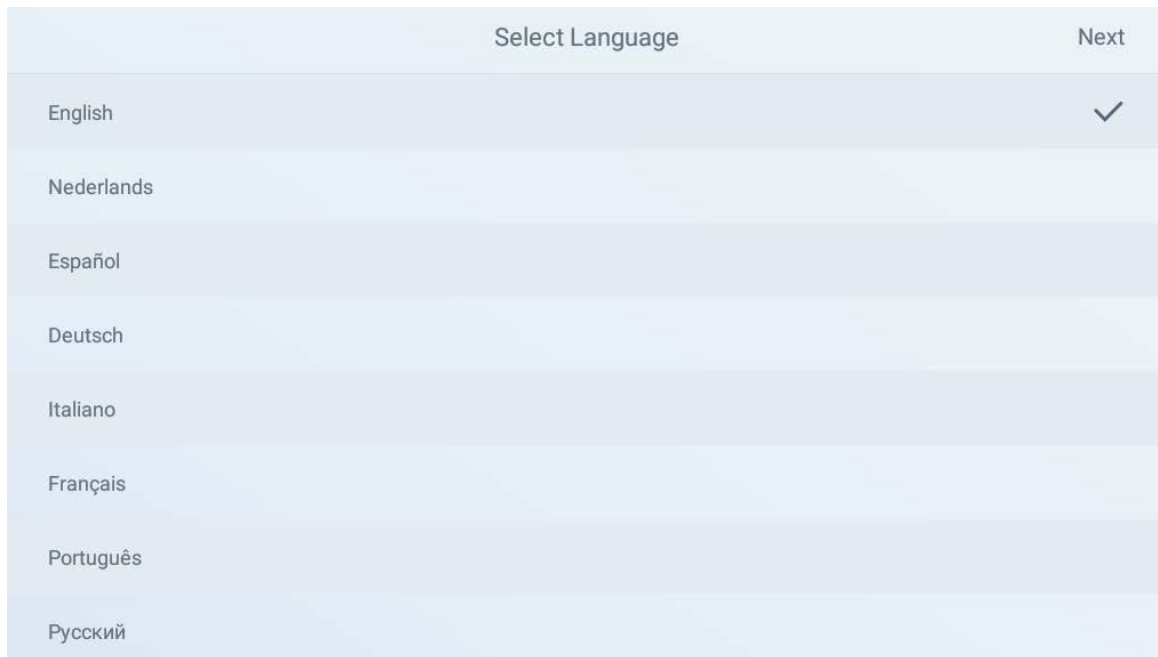 Select Language
Next
English
Nederlands
Español
Deutsch
Italiano
Français
Português
Русский